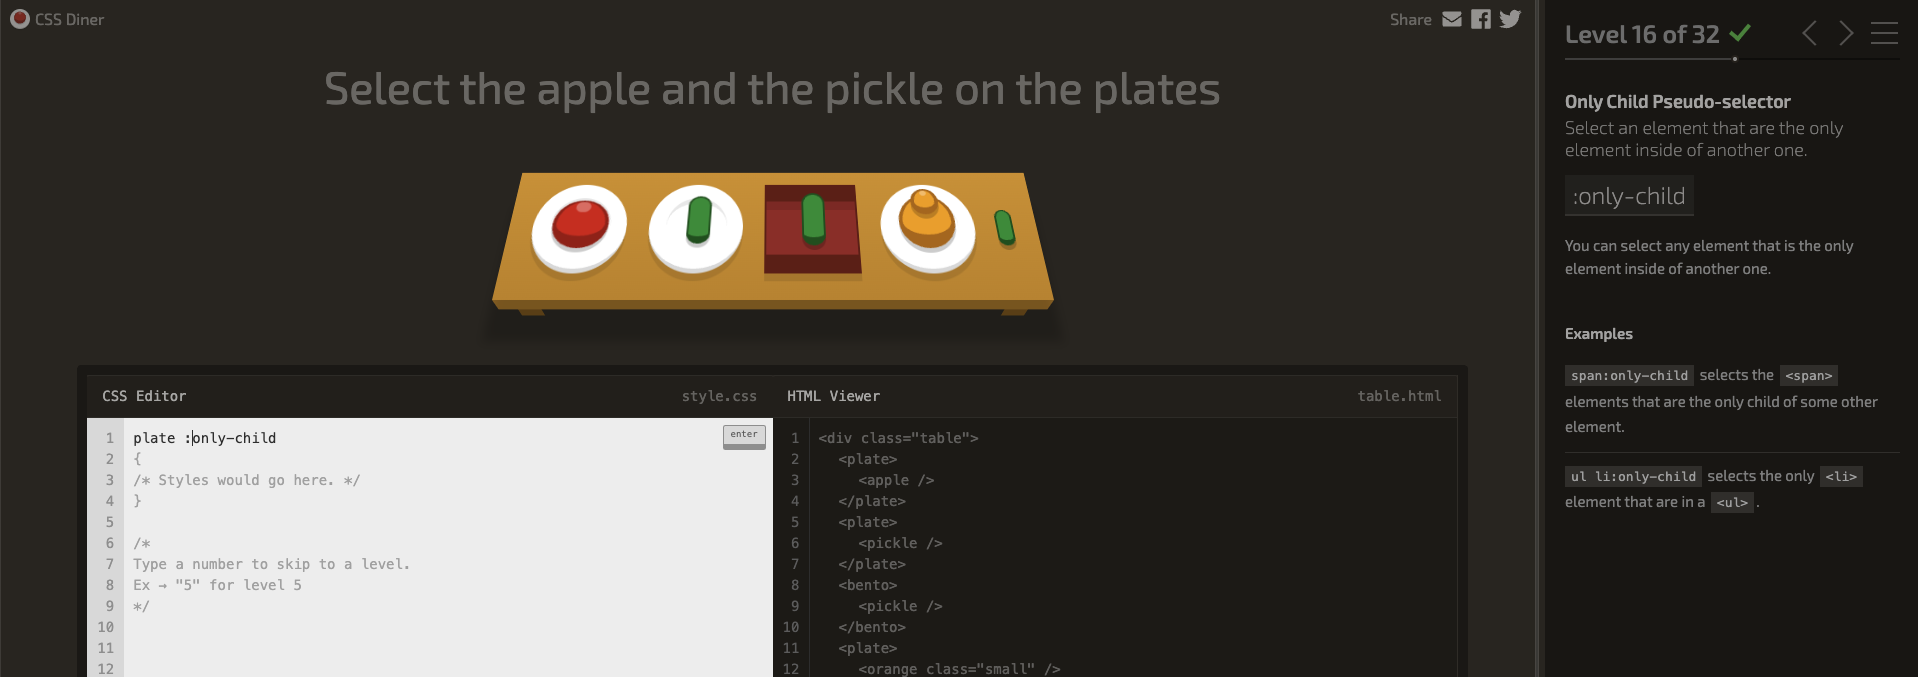 CSS Diner
Share
Select the apple and the pickle on the plates
CSS Editor
style.css
1 plate :only-child
enter
2 {
3 /* Styles would go here. */
4 }
5
6 /*
7 Type a number to skip to a level.
8 Ex → "5" for level 5
9 */
10
11
12
HTML Viewer
table.html
1 <div class="table">
2 <plate>
3 <apple />
4 </plate>
5 <plate>
6 <pickle />
7 </plate>
8 <bento>
9 <pickle />
10 </bento>
11 <plate>
12 <orange class="small" />
Level 16 of 32
Only Child Pseudo-selector
Select an element that are the only
element inside of another one.
:only-child
You can select any element that is the only
element inside of another one.
Examples
span:only-child selects the <span>
elements that are the only child of some other
element.
ul li:only-child selects the only <li>
element that are in a <ul>.